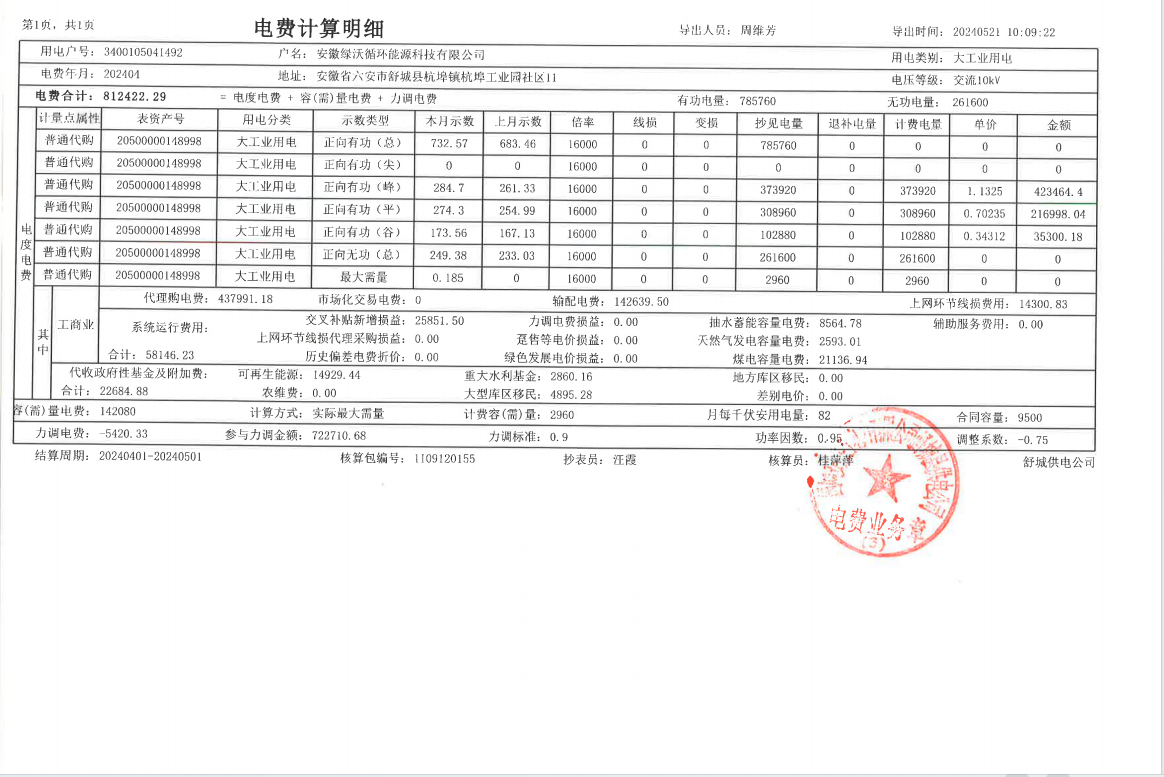 第1页, 共1页
电费计算明细
导出人员: 周维芳
导出时间: 20240521 10:09:22
用电户号: 3400105041492 户名: 安徽绿沃循环能源科技有限公司 用电类别: 大工业用电
电费年月: 202404 地址: 安徽省六安市舒城县杭埠镇杭埠工业园社区11 电压等级: 交流10kV
电费合计: 812422.29 = 电度电费 + 容(需)量电费 + 力调电费 有功电量: 785760 无功电量: 261600
电度电费
计量点属性 表资产号 用电分类 示数类型 本月示数 上月示数 倍率 线损 变损 抄见电量 退补电量 计费电量 单价 金额
普通代购 20500000148998 大工业用电 正向有功(总) 732.57 683.46 16000 0 0 785760 0 0 0 0
普通代购 20500000148998 大工业用电 正向有功(尖) 0 0 16000 0 0 0 0 0 0 0
普通代购 20500000148998 大工业用电 正向有功(峰) 284.7 261.33 16000 0 0 373920 0 373920 1.1325 423464.4
普通代购 20500000148998 大工业用电 正向有功(平) 274.3 254.99 16000 0 0 308960 0 308960 0.70235 216998.04
普通代购 20500000148998 大工业用电 正向有功(谷) 173.56 167.13 16000 0 0 102880 0 102880 0.34312 35300.18
普通代购 20500000148998 大工业用电 正向无功(总) 249.38 233.03 16000 0 0 261600 0 261600 0 0
普通代购 20500000148998 大工业用电 最大需量 0.185 0 16000 0 0 2960 0 2960 0 0
其中
工商业
代理购电费: 437991.18 市场化交易电费: 0 输配电费: 142639.50 上网环节线损费用: 14300.83
系统运行费用: 交叉补贴新增损益: 25851.50 力调电费损益: 0.00 抽水蓄能容量电费: 8564.78 辅助服务费用: 0.00
上网环节线损代理采购损益: 0.00 趸售等电价损益: 0.00 天然气发电容量电费: 2593.01
合计: 58146.23 历史偏差电费折价: 0.00 绿色发展电价损益: 0.00 煤电容量电费: 21136.94
代收政府性基金及附加费: 可再生能源: 14929.44 重大水利基金: 2860.16 地方库区移民: 0.00
合计: 22684.88 农维费: 0.00 大型库区移民: 4895.28 差别电价: 0.00
容(需)量电费: 142080 计算方式: 实际最大需量 计费容(需)量: 2960 月每千伏安用电量: 82 合同容量: 9500
力调电费: -5420.33 参与力调金额: 722710.68 力调标准: 0.9 功率因数: 0.95 调整系数: -0.75
结算周期: 20240401-20240501 核算包编号: 1109120155 抄表员: 汪霞 核算员: 桂萍萍 舒城供电公司
电费业务章
(3)